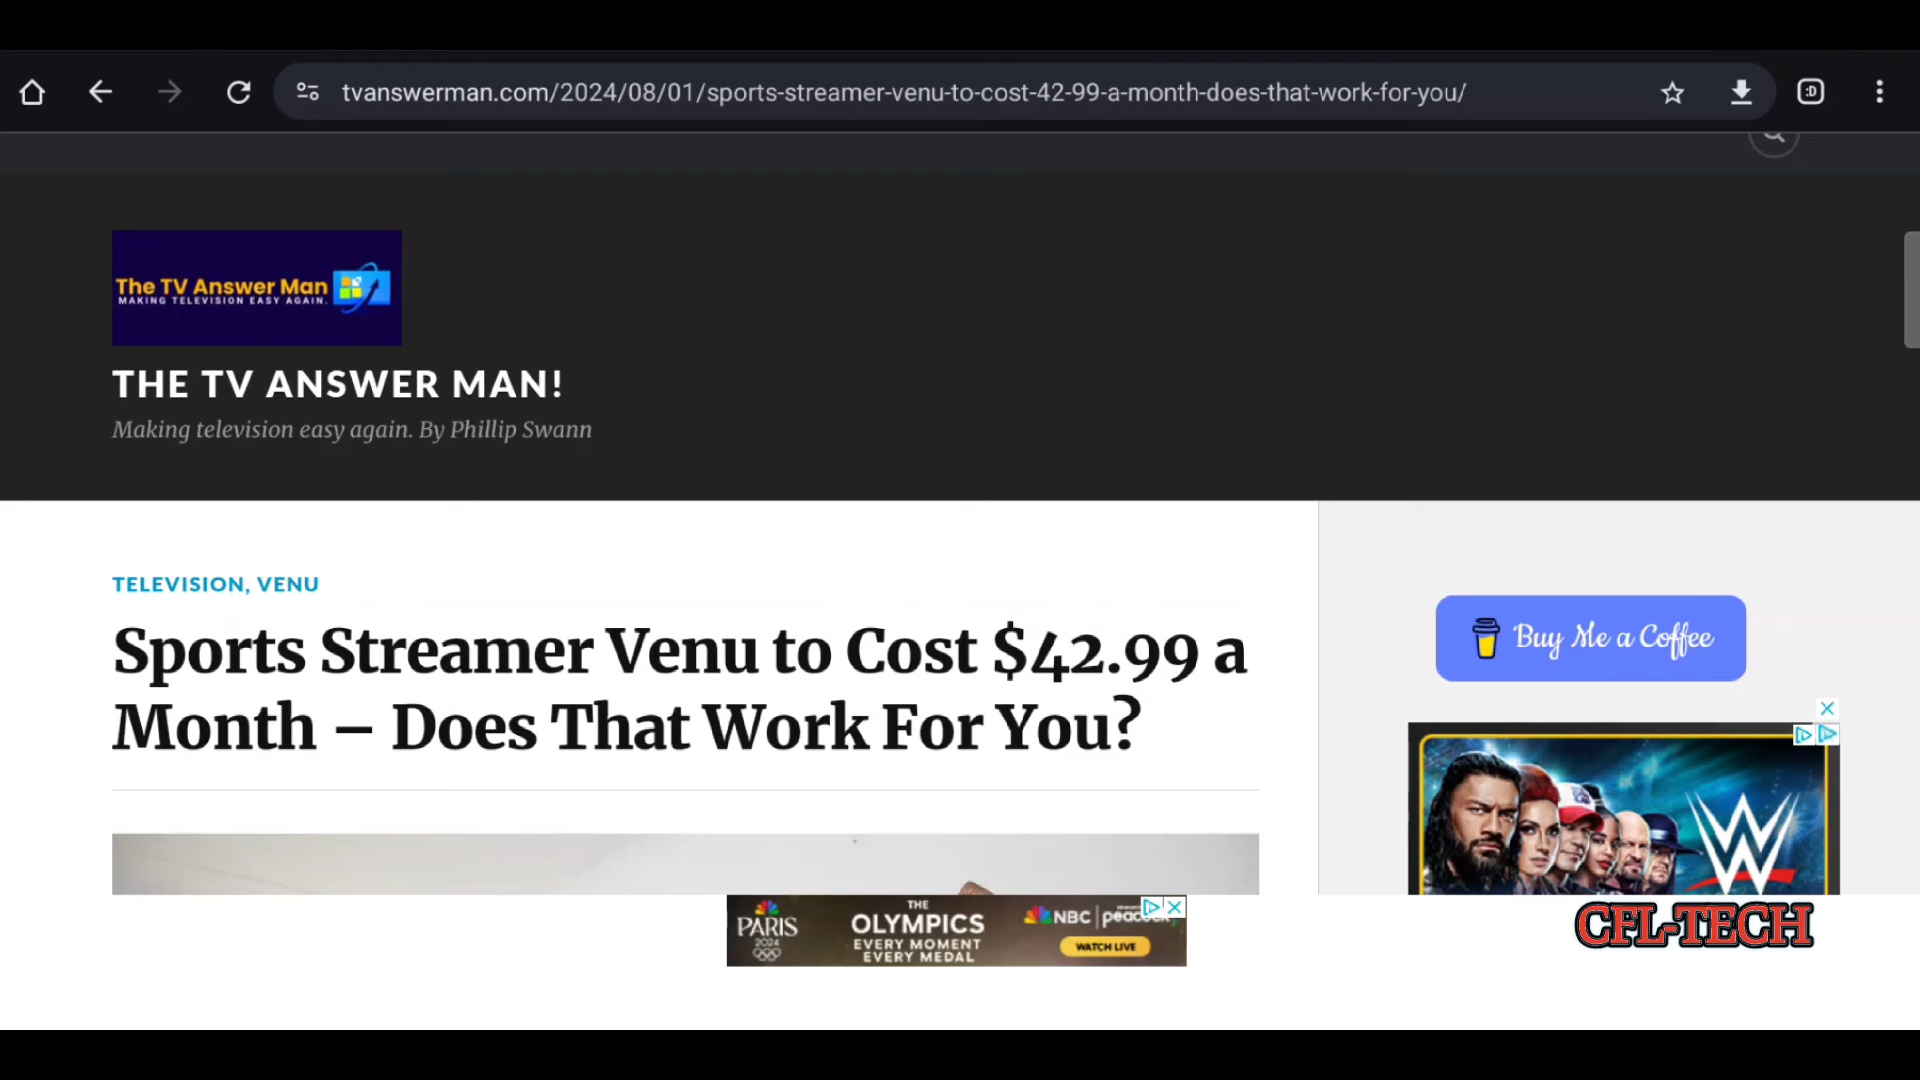 tvanswerman.com/2024/08/01/sports-streamer-venu-to-cost-42-99-a-month-does-that-work-for-you/
:D
The TV Answer Man
MAKING TELEVISION EASY AGAIN.
THE TV ANSWER MAN!
Making television easy again. By Phillip Swann
TELEVISION, VENU
Sports Streamer Venu to Cost $42.99 a
Month – Does That Work For You?
Buy Me a Coffee
W
PARIS
2024
THE
OLYMPICS
EVERY MOMENT
EVERY MEDAL
NBC | peacock
WATCH LIVE
CFL-TECH